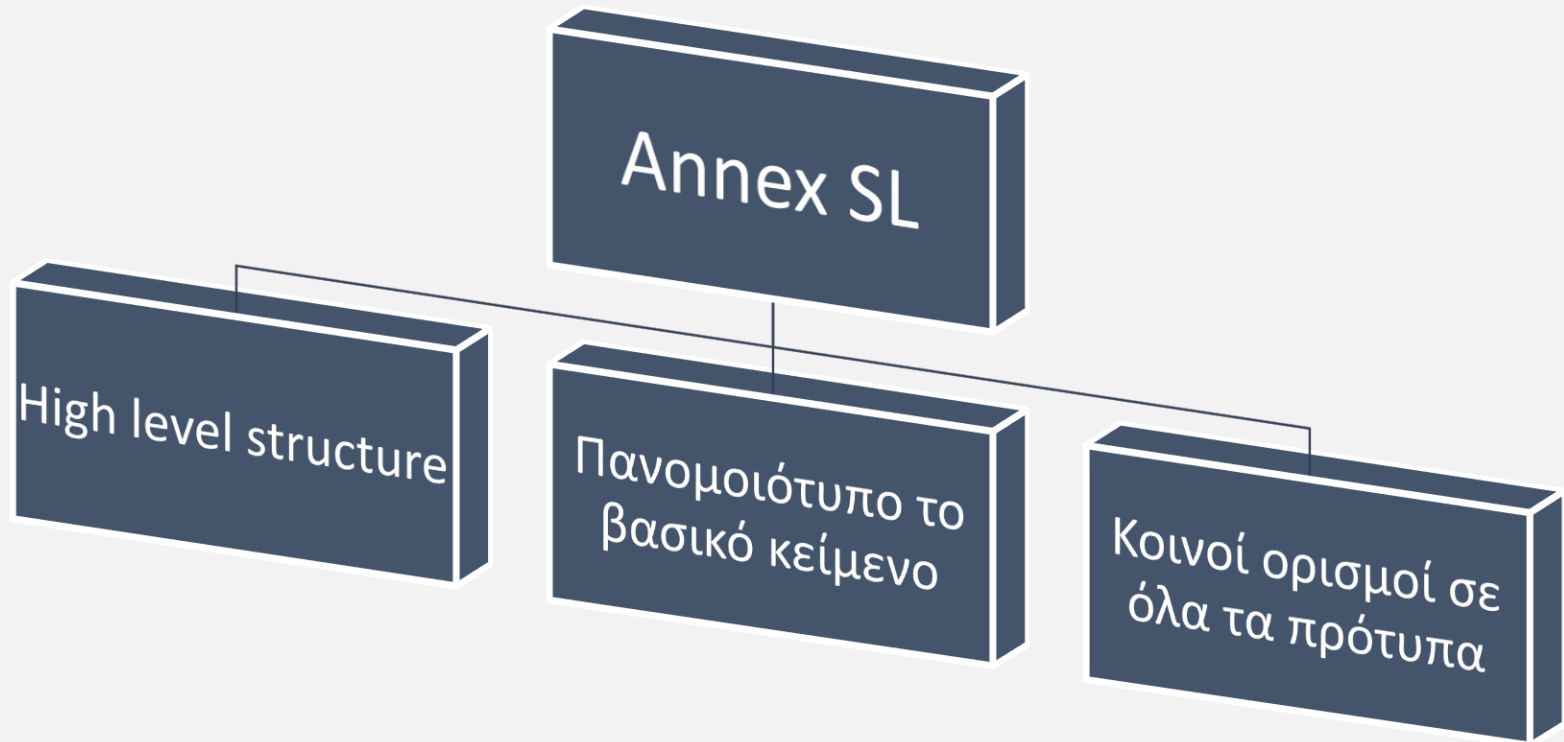 Annex SL
High level structure
Πανομοιότυπο το
βασικό κείμενο
Κοινοί ορισμοί σε
όλα τα πρότυπα